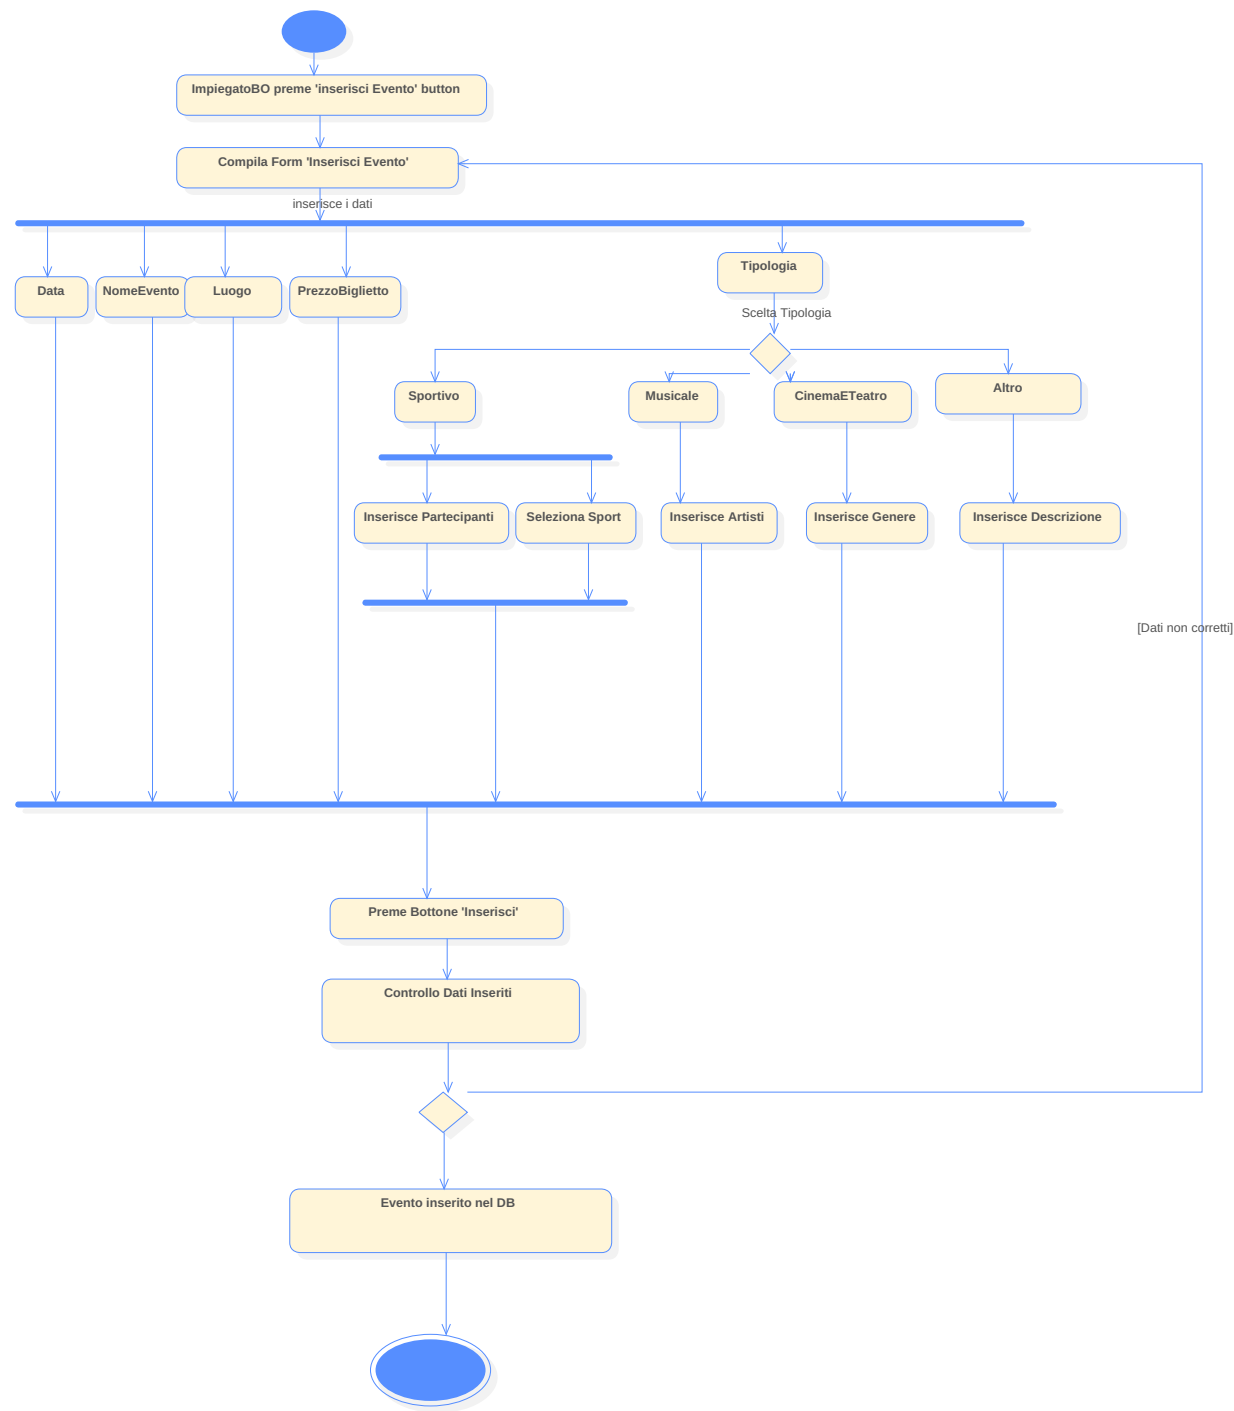 ImpiegatoBO preme 'inserisci Evento' button
Compila Form 'Inserisci Evento'
inserisce i dati
Tipologia
Data
NomeEvento
Luogo
PrezzoBiglietto
Scelta Tipologia
Sportivo
Musicale
CinemaETeatro
Altro
Inserisce Partecipanti
Seleziona Sport
Inserisce Artisti
Inserisce Genere
Inserisce Descrizione
[Dati non corretti]
Preme Bottone 'Inserisci'
Controllo Dati Inseriti
Evento inserito nel DB